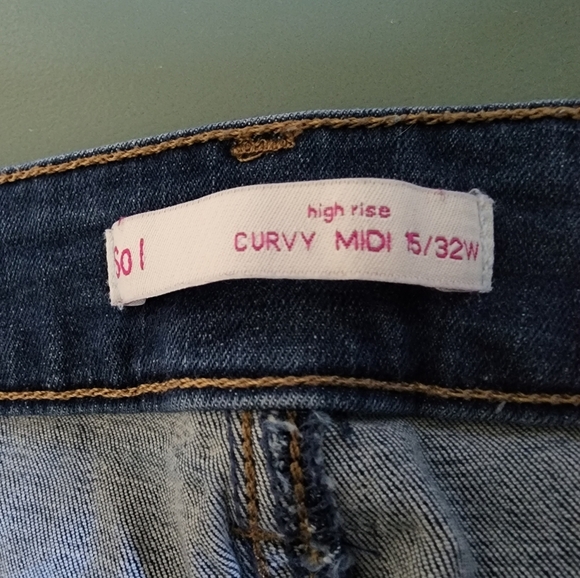 high rise
So I CURVY MIDI 15/32W